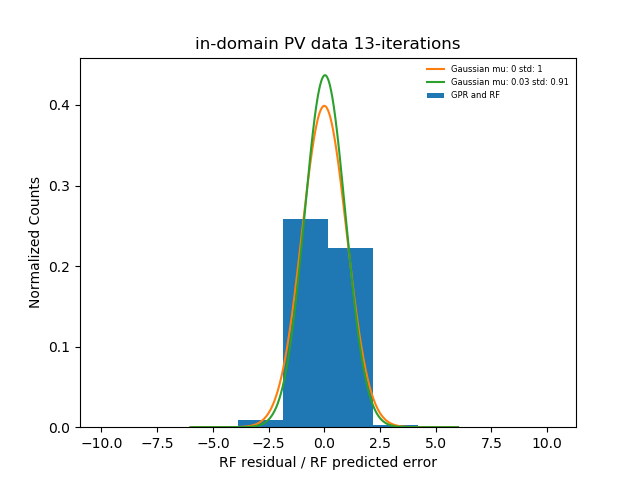 in-domain PV data 13-iterations
Gaussian mu: 0 std: 1
Gaussian mu: 0.03 std: 0.91
GPR and RF
Normalized Counts
0.4
0.3
0.2
0.1
0.0
−10.0 −7.5 −5.0 −2.5 0.0 2.5 5.0 7.5 10.0
RF residual / RF predicted error